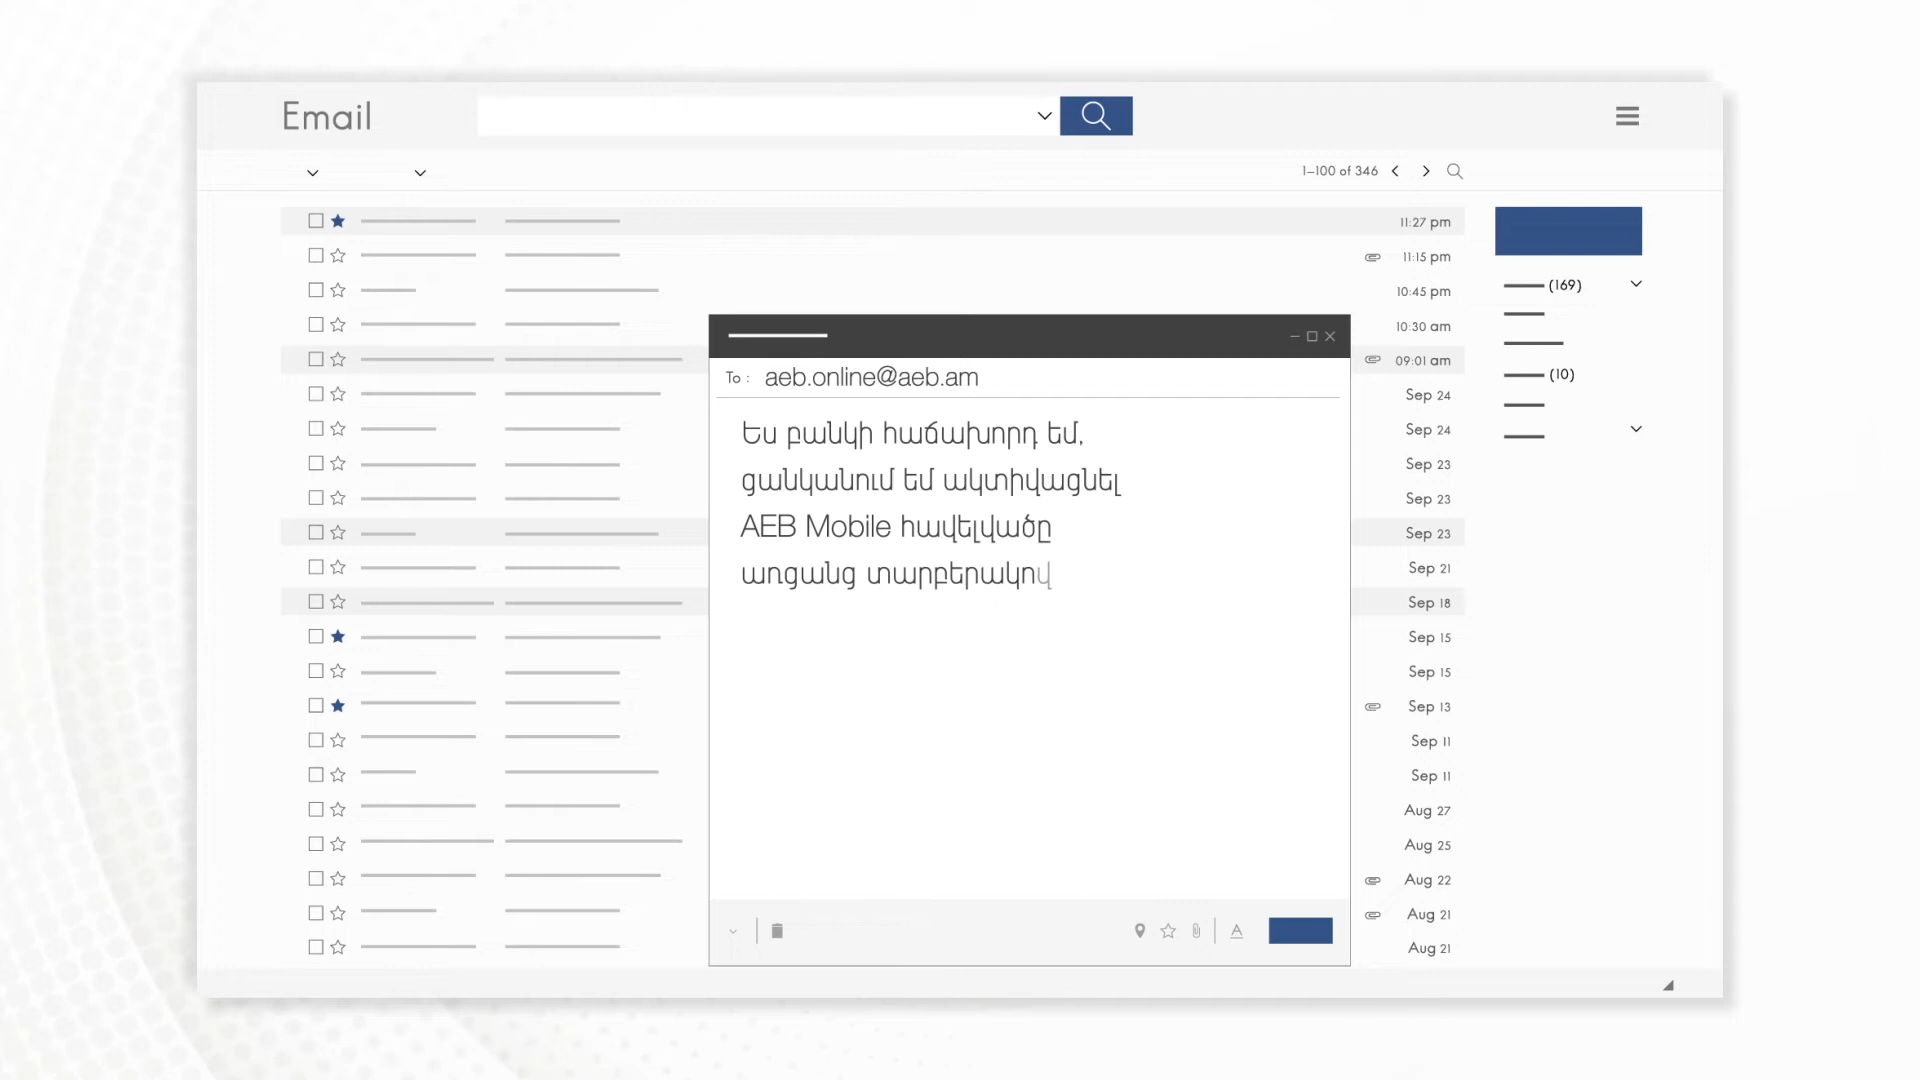 Email
1–100 of 346
11:27 pm
11:15 pm
(169)
10:45 pm
10:30 am
09:01 am
(10)
To : aeb.online@aeb.am
Sep 24
Ես բանկի հաճախորդ եմ,
Sep 24
Sep 23
ցանկանում եմ ակտիվացնել
Sep 23
AEB Mobile հավելվածը
Sep 23
առցանց տարբերակով
Sep 21
Sep 18
Sep 15
Sep 15
Sep 13
Sep 11
Sep 11
Aug 27
Aug 25
Aug 22
Aug 21
Aug 21